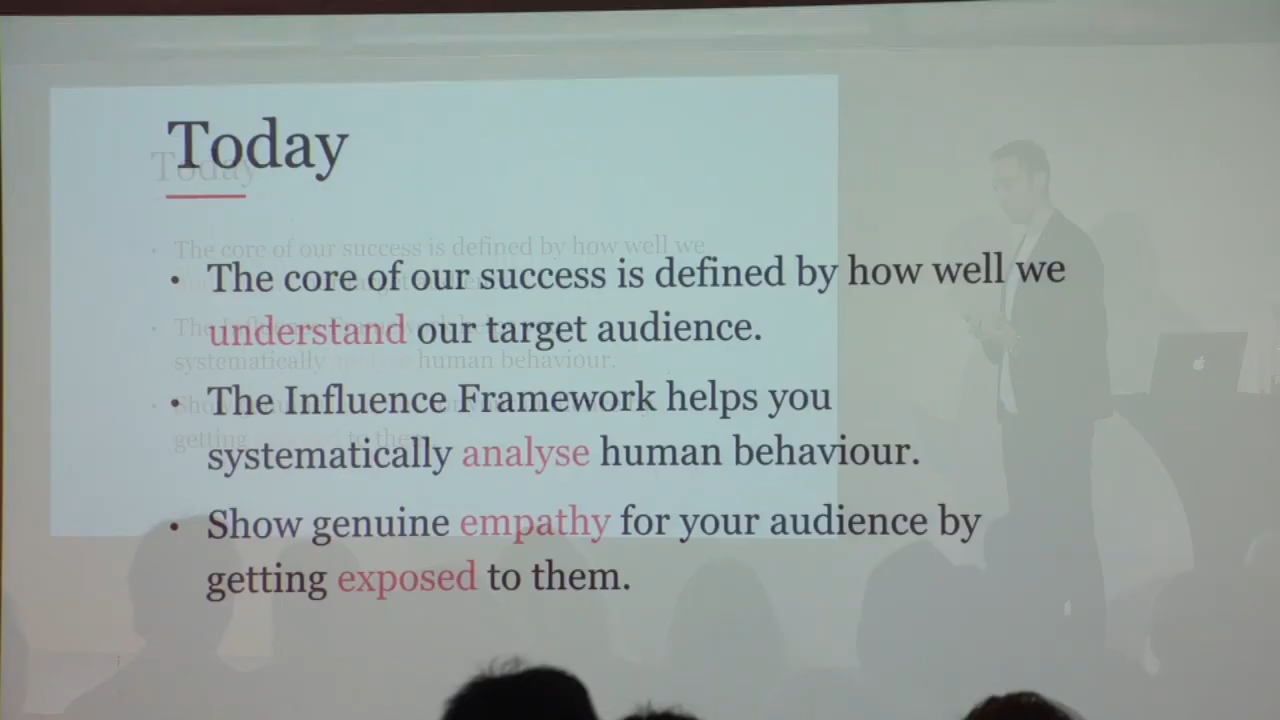 Today
• The core of our success is defined by how well we
understand our target audience.
• The Influence Framework helps you
systematically analyse human behaviour.
• Show genuine empathy for your audience by
getting exposed to them.